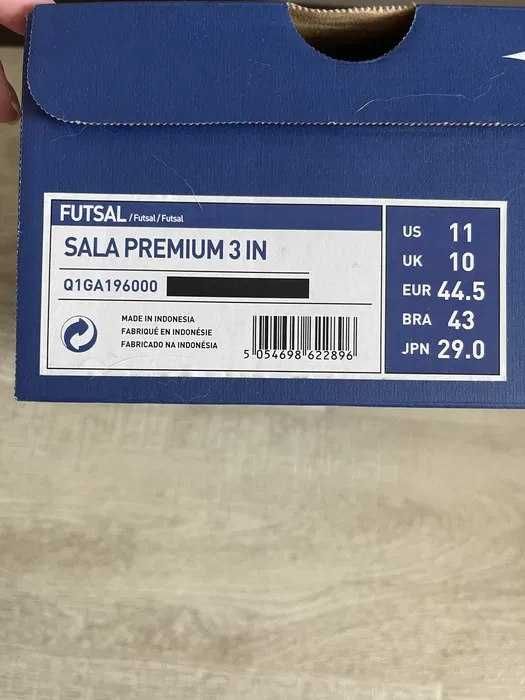 FUTSAL / Futsal / Futsal
SALA PREMIUM 3 IN
Q1GA196000
MADE IN INDONESIA
FABRIQUÉ EN INDONÉSIE
FABRICADO NA INDONÉSIA
5 054698 622896
US 11
UK 10
EUR 44.5
BRA 43
JPN 29.0